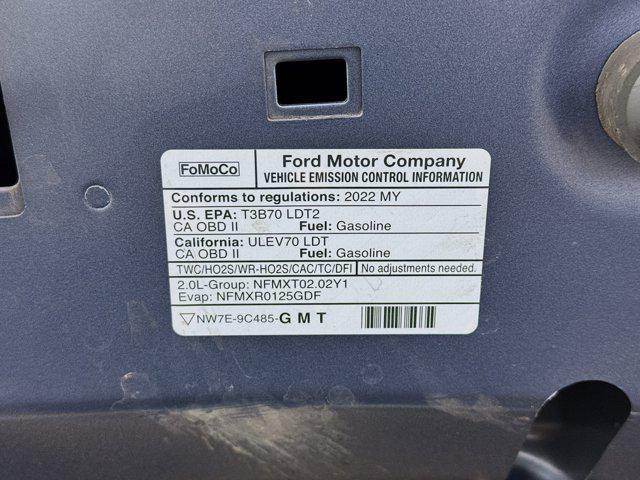 FoMoCo
Ford Motor Company
VEHICLE EMISSION CONTROL INFORMATION
Conforms to regulations: 2022 MY
U.S. EPA: T3B70 LDT2
CA OBD II Fuel: Gasoline
California: ULEV70 LDT
CA OBD II Fuel: Gasoline
TWC/HO2S/WR-HO2S/CAC/TC/DFI No adjustments needed.
2.0L-Group: NFMXT02.02Y1
Evap: NFMXR0125GDF
NW7E-9C485-GMT